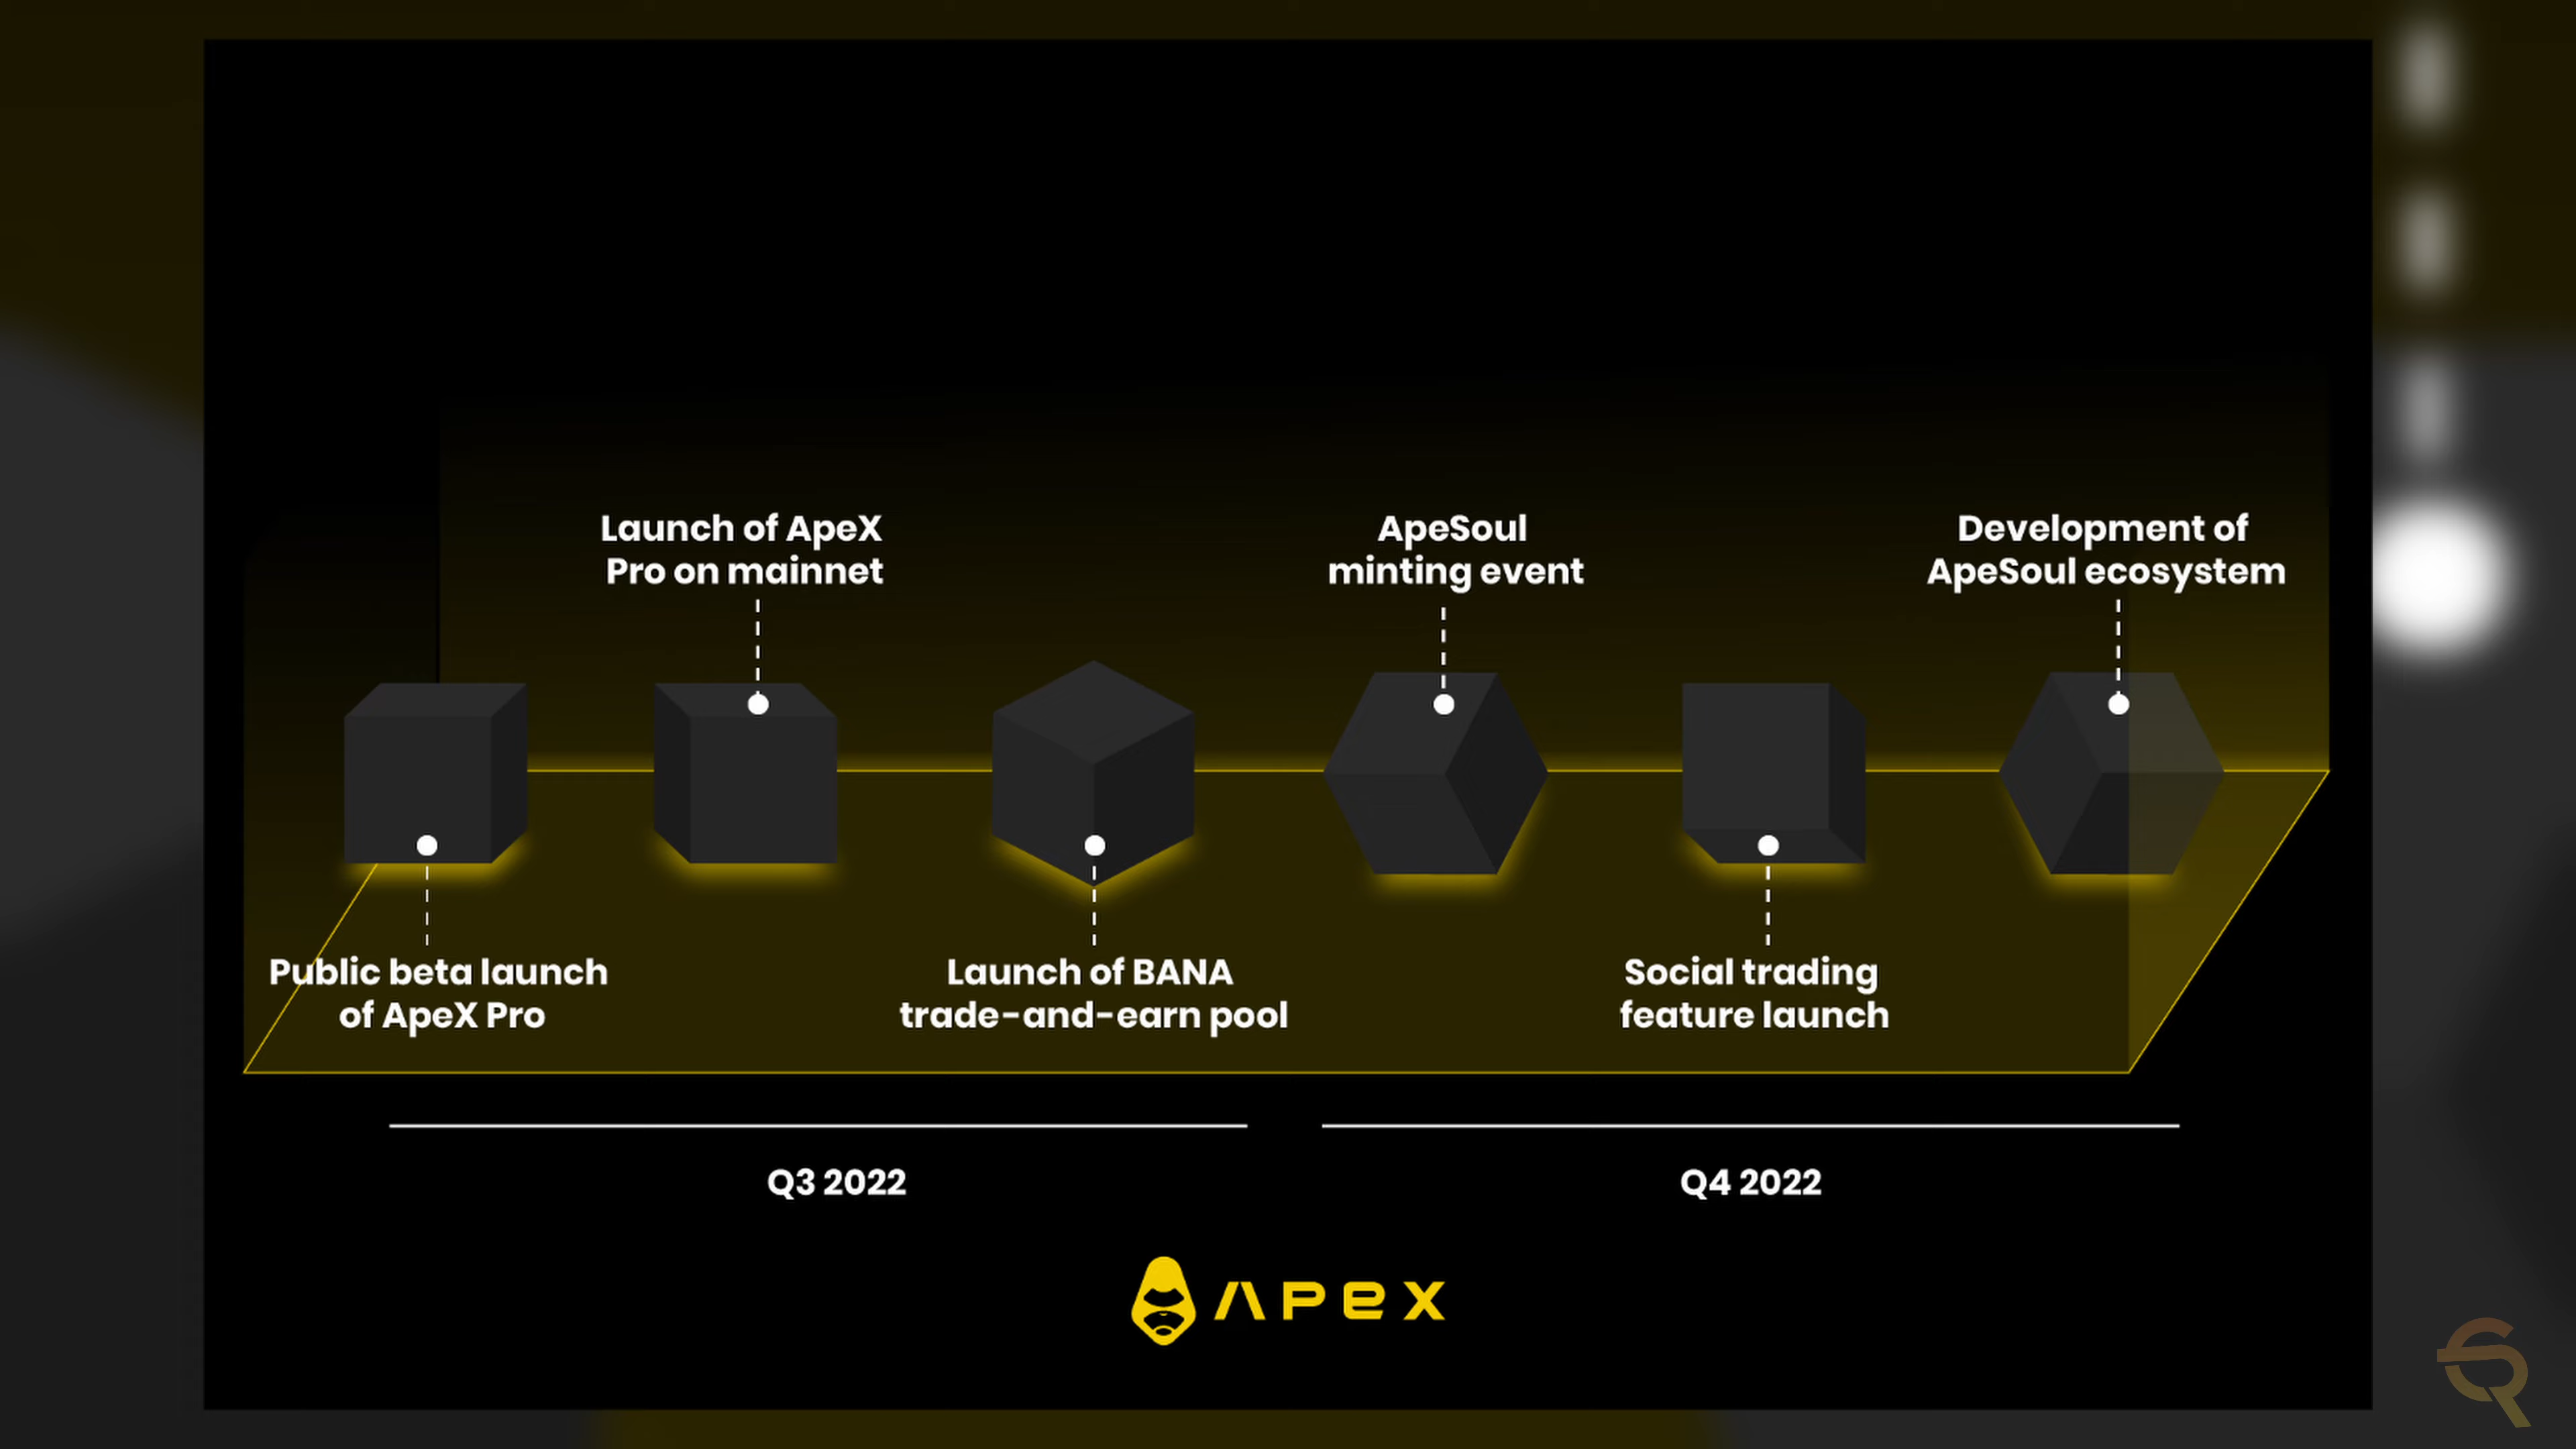 Launch of ApeX
Pro on mainnet
ApeSoul
minting event
Development of
ApeSoul ecosystem
Public beta launch
of ApeX Pro
Launch of BANA
trade-and-earn pool
Social trading
feature launch
Q3 2022
Q4 2022
APeX